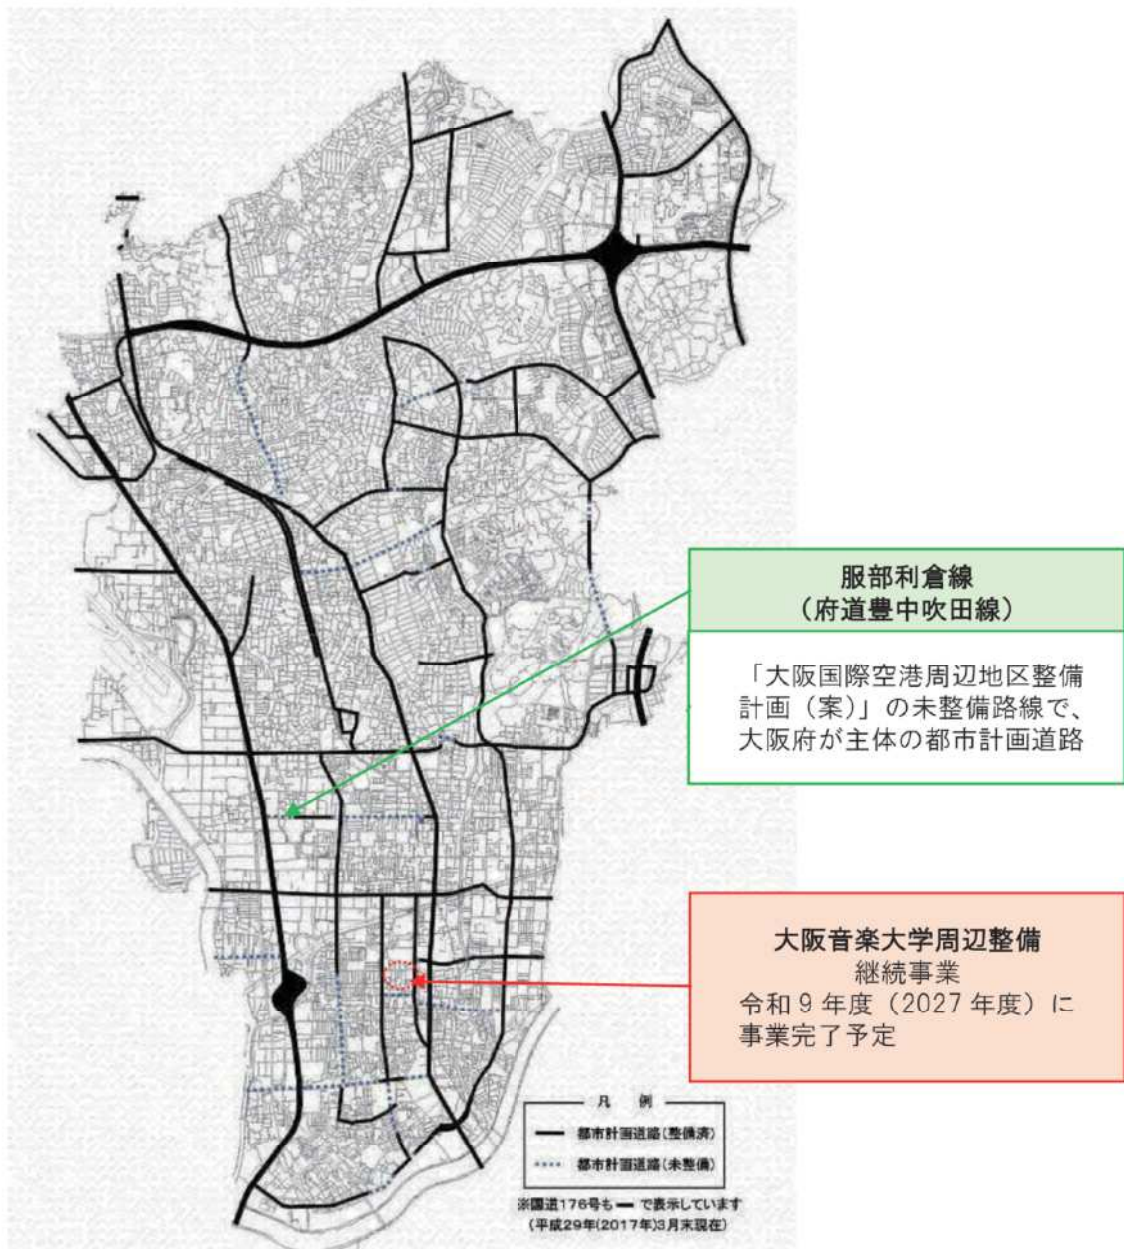 服部利倉線
（府道豊中吹田線）
「大阪国際空港周辺地区整備
計画（案）」の未整備路線で、
大阪府が主体の都市計画道路
大阪音楽大学周辺整備
継続事業
令和９年度（2027 年度）に
事業完了予定
凡 例
都市計画道路(整備済)
都市計画道路(未整備)
※国道176号も━で表示しています
（平成29年(2017年)3月末現在）